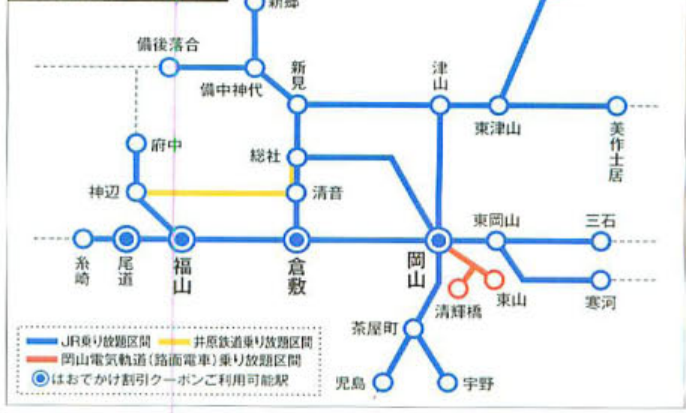 新郷
備後落合
備中神代
新見
津山
東津山
美作土居
府中
総社
神辺
清音
東岡山
三石
糸崎
尾道
福山
倉敷
岡山
清輝橋
東山
寒河
茶屋町
児島
宇野
JR乗り放題区間 井原鉄道乗り放題区間
岡山電気軌道(路面電車)乗り放題区間
はおでかけ割引クーポンご利用可能駅